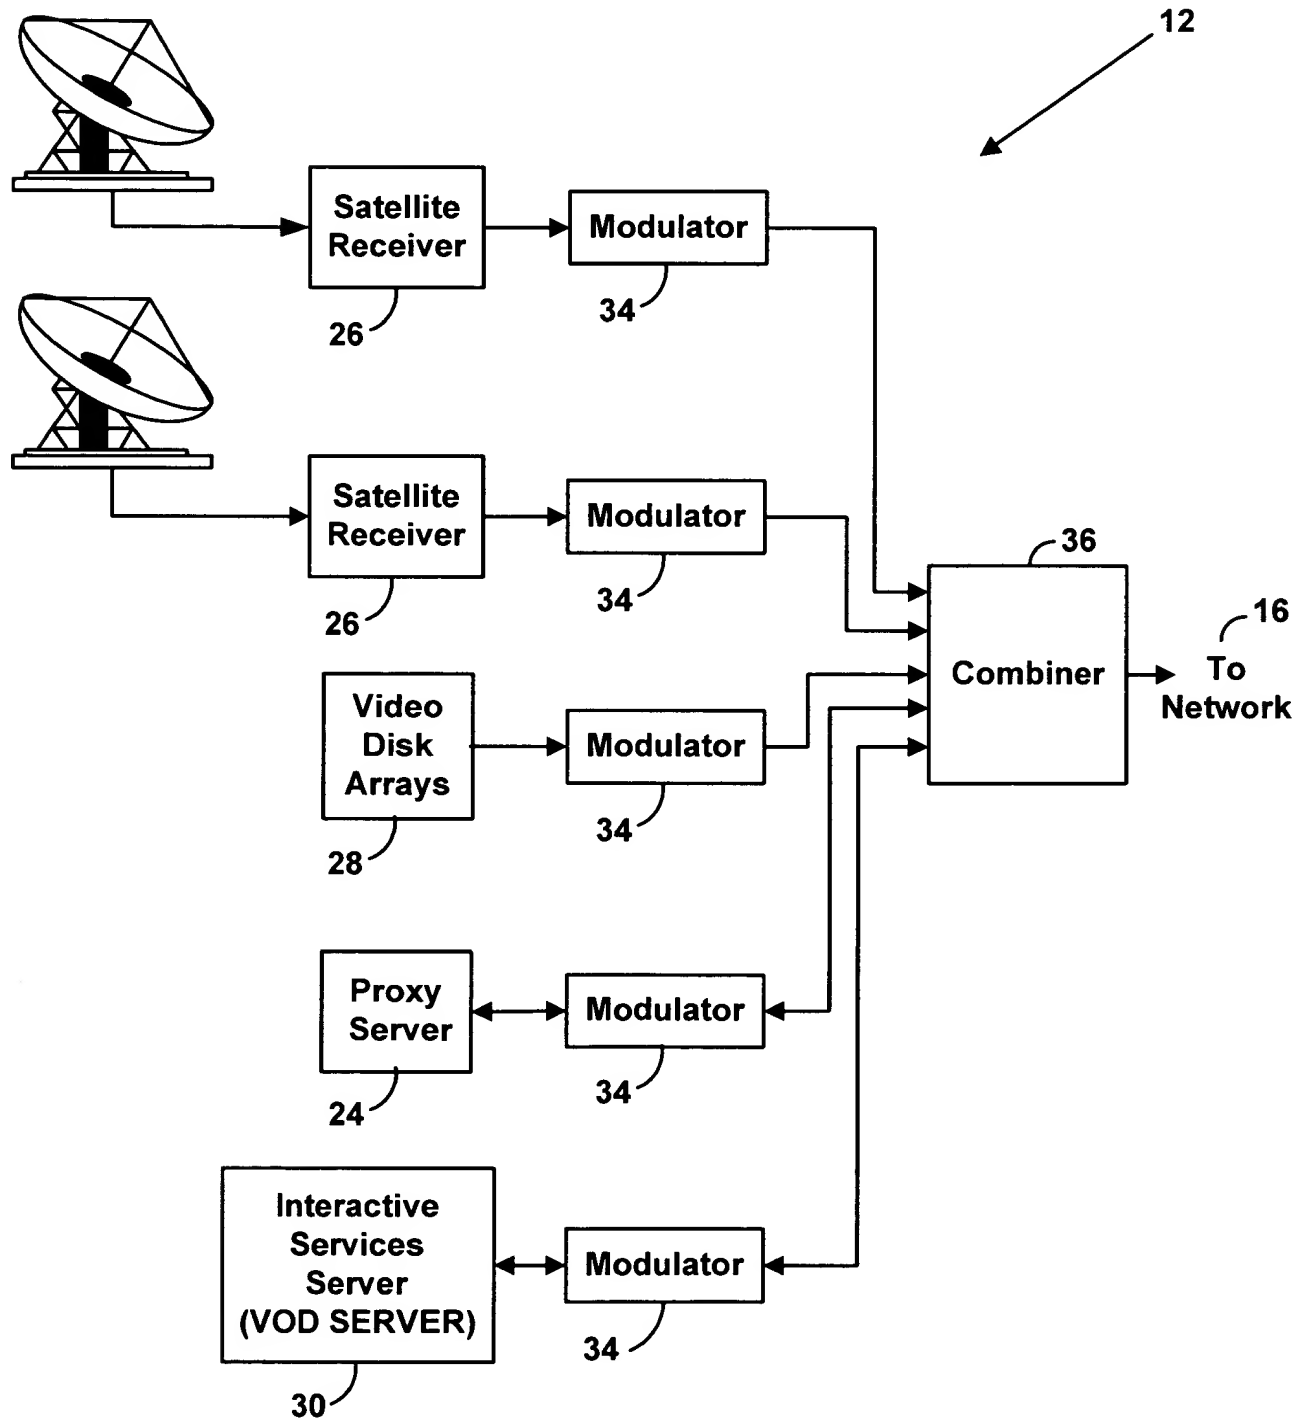 12
Satellite
Receiver
26
Modulator
34
Satellite
Receiver
26
Modulator
34
36
Combiner
16
To
Network
Video
Disk
Arrays
28
Modulator
34
Proxy
Server
24
Modulator
34
Interactive
Services
Server
(VOD SERVER)
30
Modulator
34